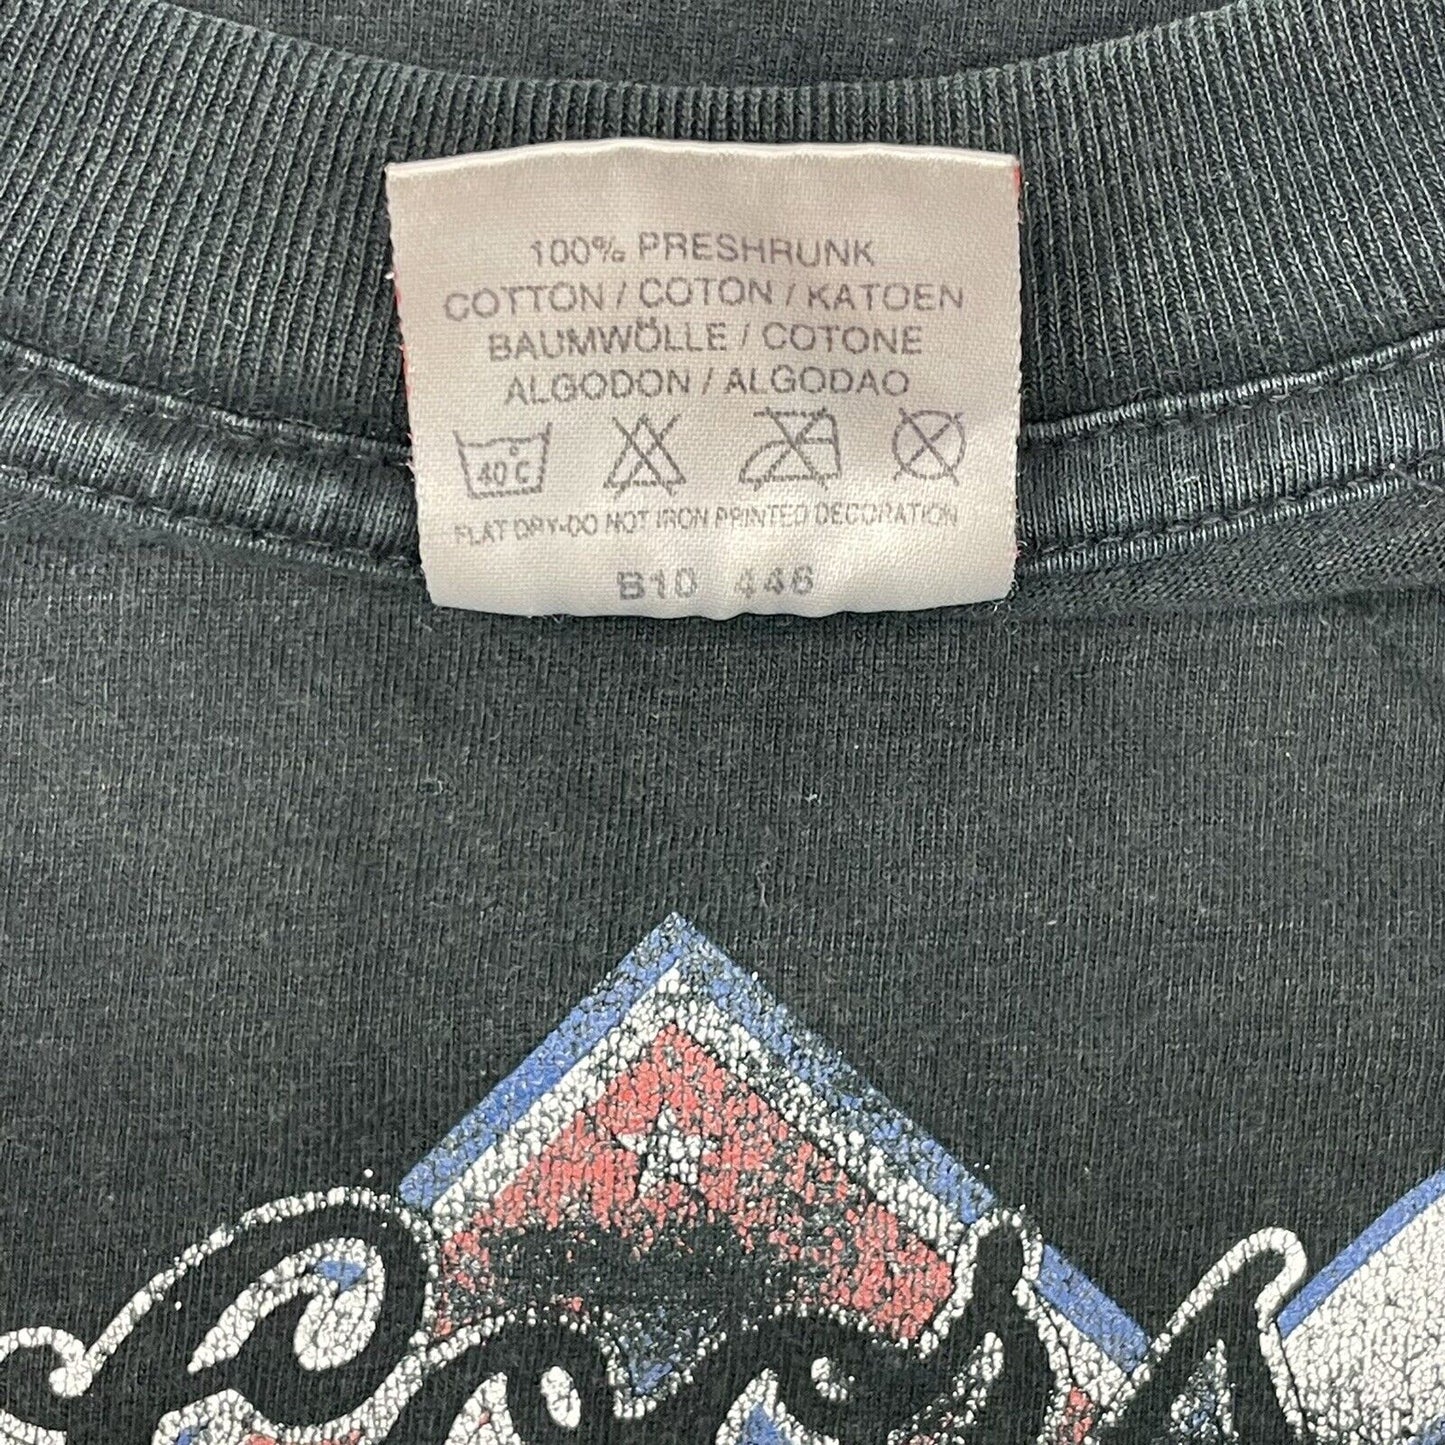 100% PRESHRUNK
COTTON / COTON / KATOEN
BAUMWÖLLE / COTONE
ALGODON / ALGODAO
40°C
FLAT DRY-DO NOT IRON PRINTED DECORATION
B10 446